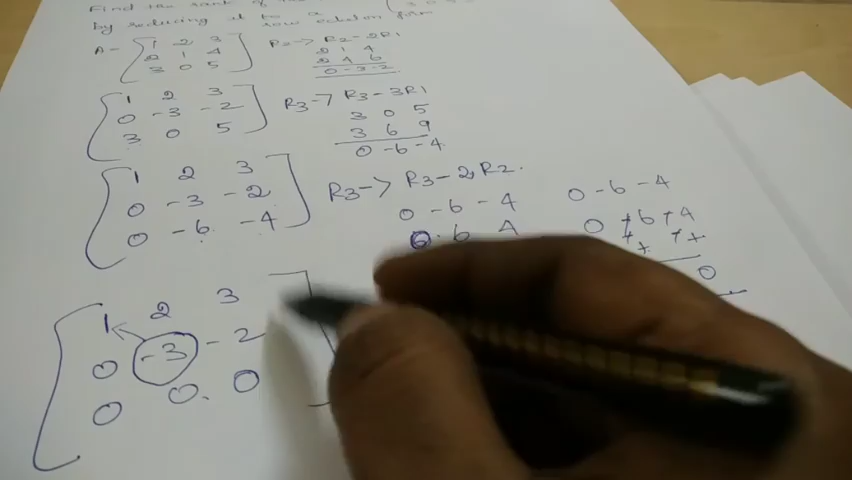 Find the rank of the
by reducing it to a row echelon form
A = 1 2 3 R2 -> R2 - 2R1
2 1 4 2 1 4
3 0 5 2 4 6
0 -3 -2
1 2 3 R3 -> R3 - 3R1
0 -3 -2 3 0 5
3 0 5 3 6 9
0 -6 -4
1 2 3 R3 -> R3 - 2R2.
0 -3 -2 0 -6 -4 0 -6 -4
0 -6 -4 0 6 4
0
1 2 3
0 -3 -2
0 0 0